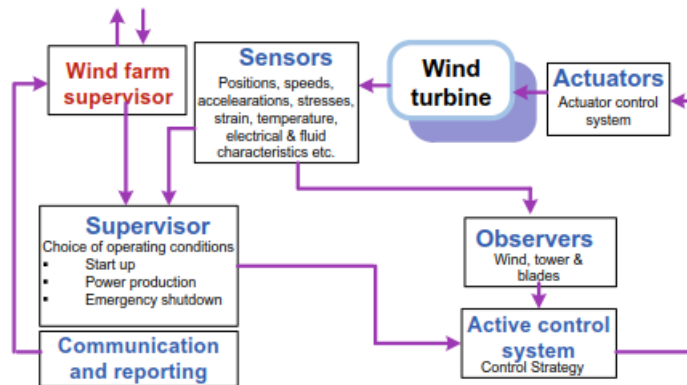 Wind farm
supervisor
Sensors
Positions, speeds,
accelearations, stresses,
strain, temperature,
electrical & fluid
characteristics etc.
Wind
turbine
Actuators
Actuator control
system
Supervisor
Choice of operating conditions
▪ Start up
▪ Power production
▪ Emergency shutdown
Observers
Wind, tower &
blades
Communication
and reporting
Active control
system
Control Strategy